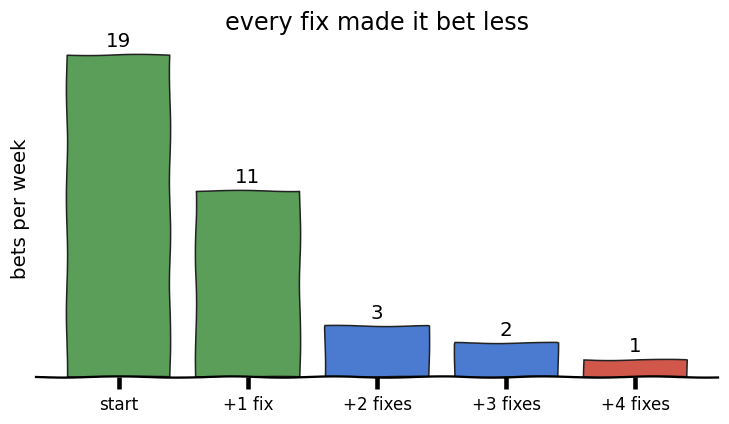 every fix made it bet less
bets per week
19
11
3
2
1
start
+1 fix
+2 fixes
+3 fixes
+4 fixes